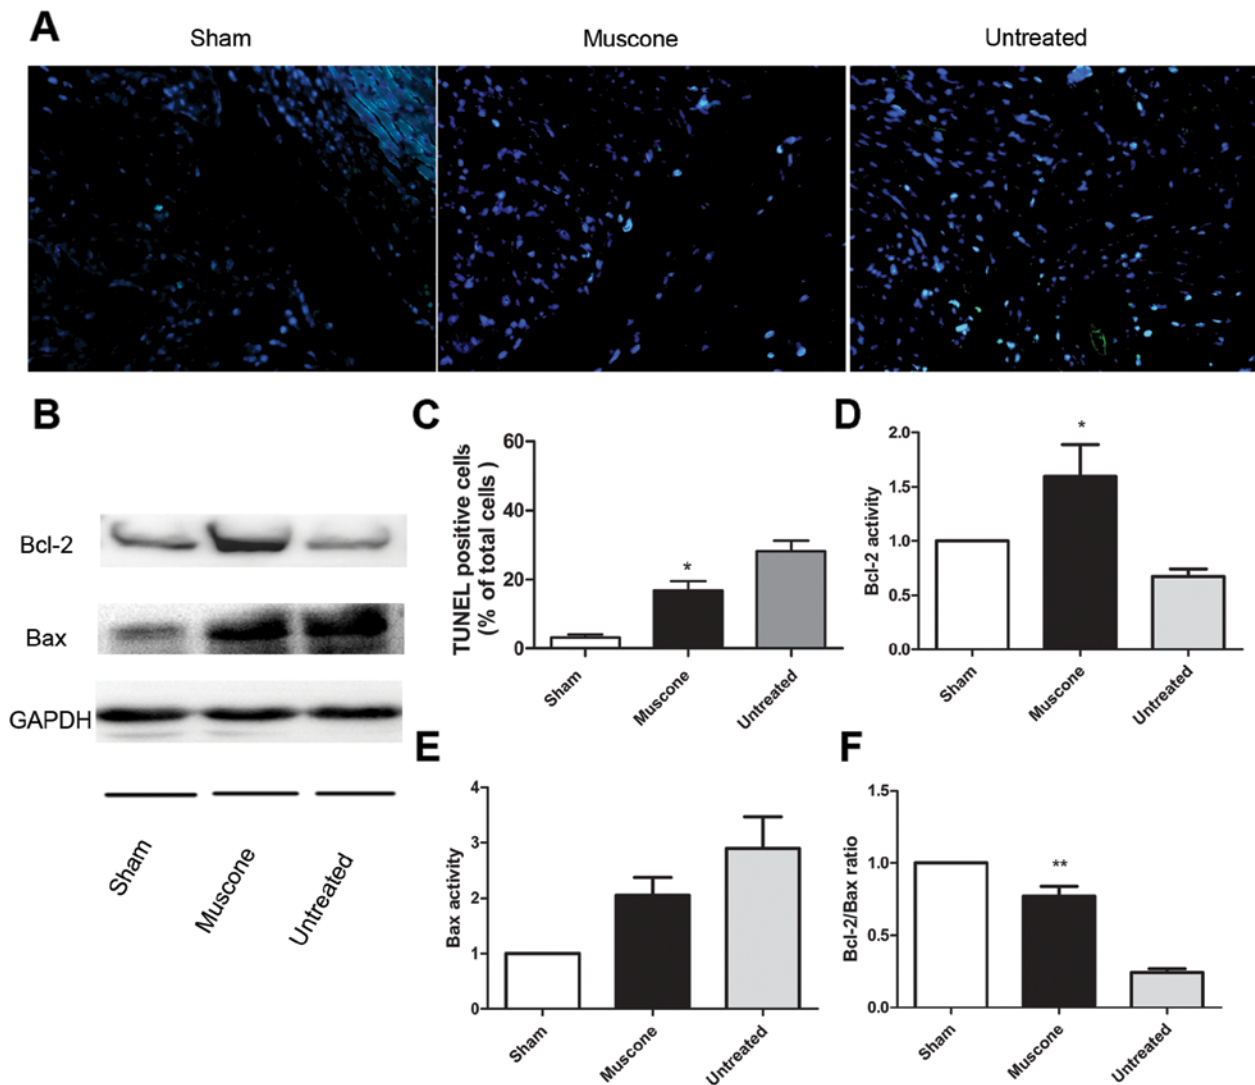 A
Sham
Muscone
Untreated
B
Bcl-2
Bax
GAPDH
Sham
Muscone
Untreated
C
TUNEL positive cells
(% of total cells )
60
40
20
0
*
Sham
Muscone
Untreated
D
Bcl-2 activity
2.0
1.5
1.0
0.5
0.0
*
Sham
Muscone
Untreated
E
Bax activity
4
3
2
1
0
Sham
Muscone
Untreated
F
Bcl-2/Bax ratio
1.5
1.0
0.5
0.0
**
Sham
Muscone
Untreated